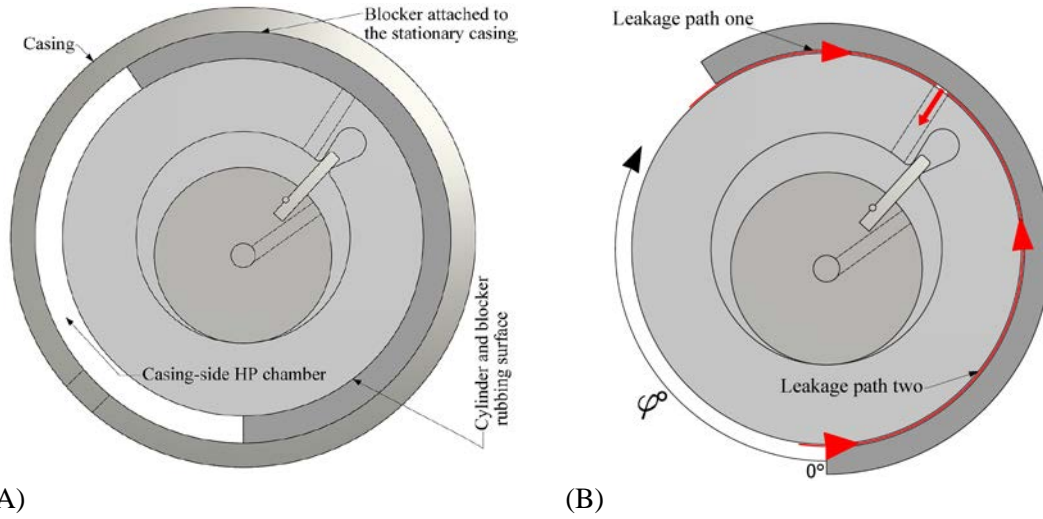 Blocker attached to
the stationary casing
Casing
Casing-side HP chamber
Cylinder and blocker
rubbing surface
A)
Leakage path one
Leakage path two
φ°
0°
(B)